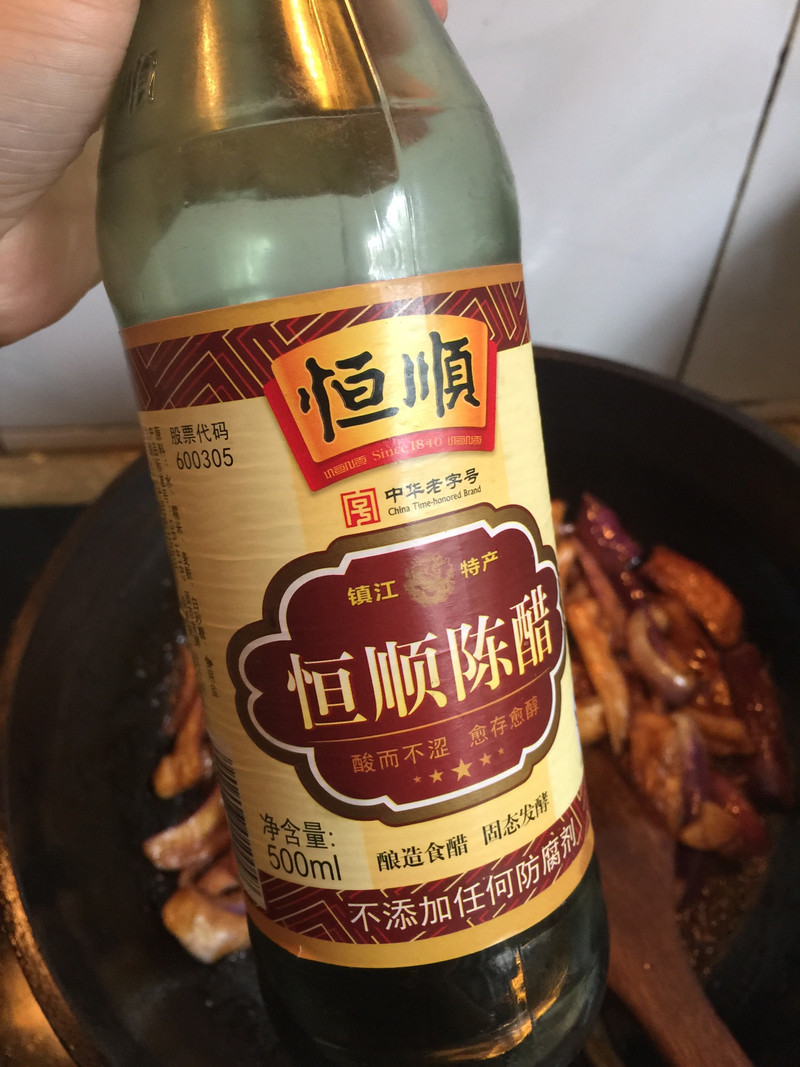 恒順
Since 1840
股票代码
600305
中华老字号
China Time-honored Brand
镇江 特产
恒顺陈醋
酸而不涩 愈存愈醇
净含量:
500ml
酿造食醋 固态发酵
不添加任何防腐剂